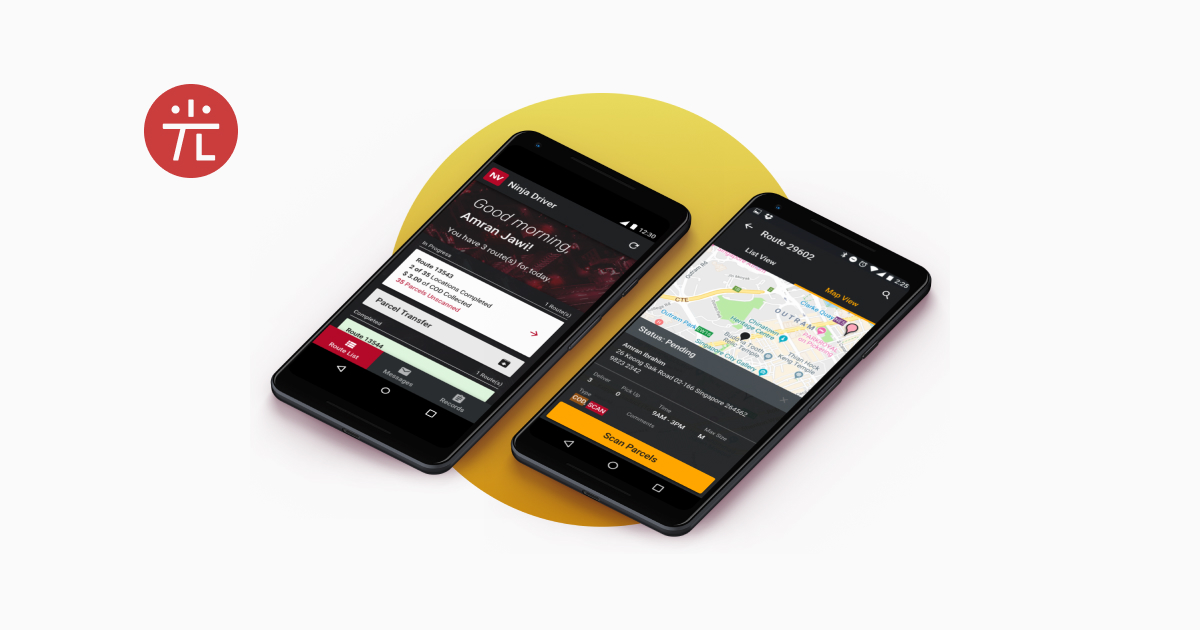 光
NV Ninja Driver
12:30
Good morning,
Amran Jawi!
You have 3 route(s) for today.
In Progress
1 Route(s)
Route 13543
2 of 35 Locations Completed
$ 3.00 of COD Collected
35 Parcels Unscanned
Parcel Transfer
Completed
1 Route(s)
Route 13544
Route List
Messages
Records
2:25
Route 29602
List View
Map View
CTE
OUTRAM
Clarke Quay
Outram Park
Chinatown
Heritage Centre
Singapore City Gallery
Thian Hock
Keng Temple
Status: Pending
Amran Ibrahim
26 Keong Saik Road 02-166 Singapore 264562
9823 2342
Deliver
3
Pick Up
0
Time
9AM - 3PM
Max Size
M
Type
COD SCAN
Comments
Scan Parcels